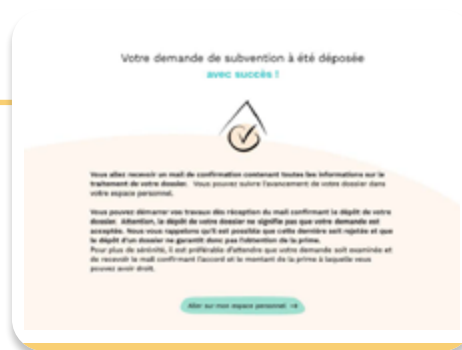 Votre demande de subvention à été déposée
avec succès !
Vous allez recevoir un mail de confirmation contenant toutes les informations sur le
traitement de votre dossier. Vous pouvez suivre l'avancement de votre dossier dans
votre espace personnel.
Vous pouvez démarrer vos travaux dès réception du mail confirmant le dépôt de votre
dossier. Attention, le dépôt de votre dossier ne signifie pas que votre demande est
acceptée. Nous vous rappelons qu'il est possible que cette dernière soit rejetée et que
le dépôt d'un dossier ne garantit donc pas l'obtention de la prime.
Pour plus de sérénité, il est préférable d'attendre que votre demande soit examinée et
de recevoir le mail confirmant l'accord et le montant de la prime à laquelle vous
pouvez avoir droit.
Aller sur mon espace personnel →